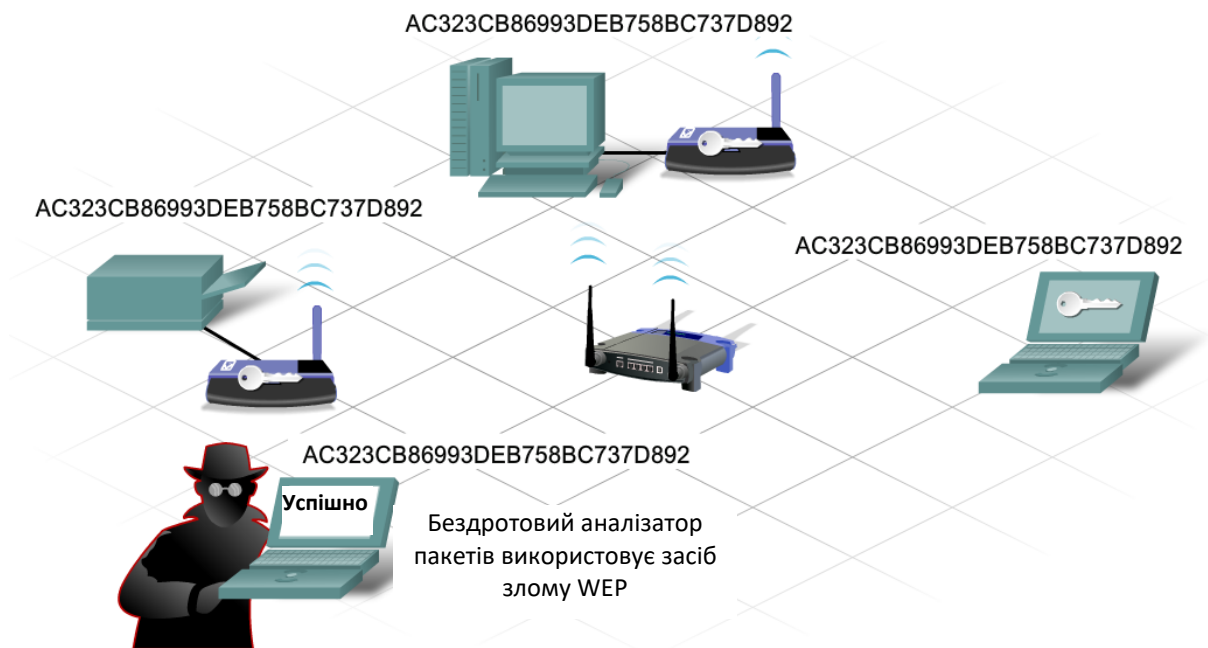 AC323CB86993DEB758BC737D892
AC323CB86993DEB758BC737D892
AC323CB86993DEB758BC737D892
AC323CB86993DEB758BC737D892
Успішно
Бездротовий аналізатор
пакетів використовує засіб
злому WEP